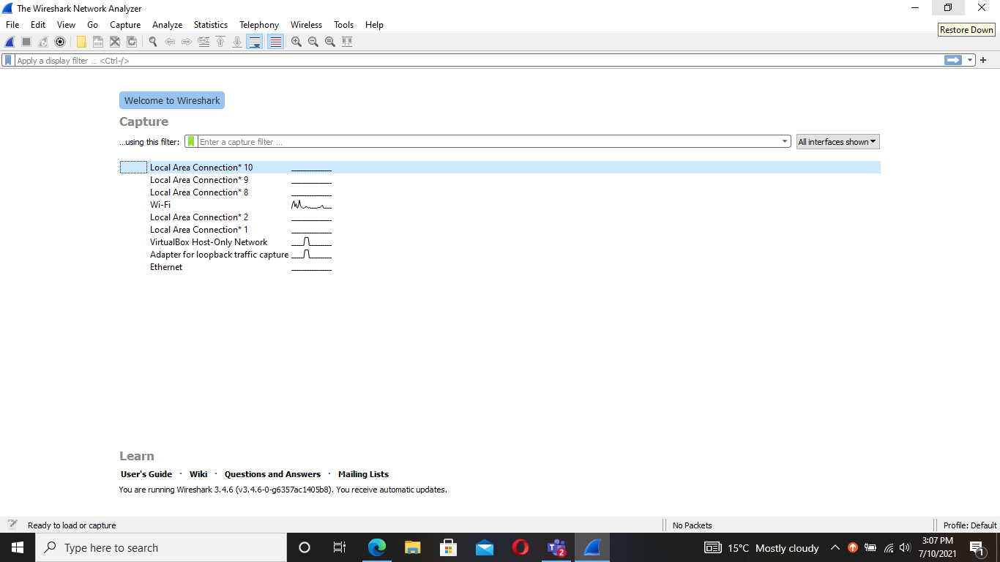 The Wireshark Network Analyzer
File Edit View Go Capture Analyze Statistics Telephony Wireless Tools Help
Restore Down
Apply a display filter ... <Ctrl-/>
Welcome to Wireshark
Capture
...using this filter: Enter a capture filter ... All interfaces shown
Local Area Connection* 10
Local Area Connection* 9
Local Area Connection* 8
Wi-Fi
Local Area Connection* 2
Local Area Connection* 1
VirtualBox Host-Only Network
Adapter for loopback traffic capture
Ethernet
Learn
User's Guide · Wiki · Questions and Answers · Mailing Lists
You are running Wireshark 3.4.6 (v3.4.6-0-g6357ac1405b8). You receive automatic updates.
Ready to load or capture No Packets Profile: Default
Type here to search 2 15°C Mostly cloudy 3:07 PM
7/10/2021 1